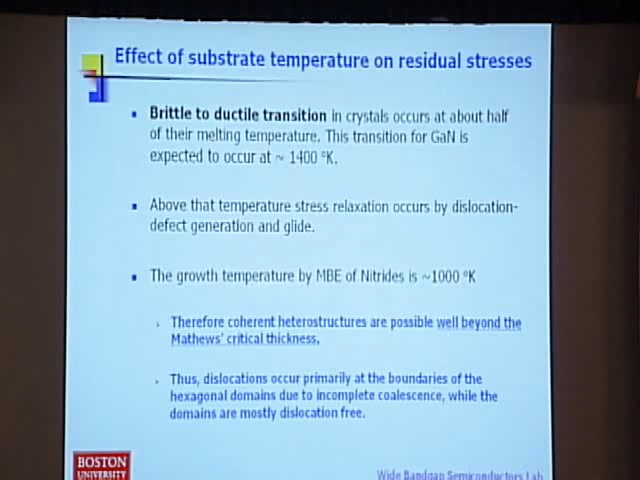 Effect of substrate temperature on residual stresses
Brittle to ductile transition in crystals occurs at about half
of their melting temperature. This transition for GaN is
expected to occur at ~ 1400 °K.
Above that temperature stress relaxation occurs by dislocation-
defect generation and glide.
The growth temperature by MBE of Nitrides is ~1000 °K
Therefore coherent heterostructures are possible well beyond the
Mathews' critical thickness.
Thus, dislocations occur primarily at the boundaries of the
hexagonal domains due to incomplete coalescence, while the
domains are mostly dislocation free.
BOSTON
UNIVERSITY
Wide Bandgap Semiconductors Lab